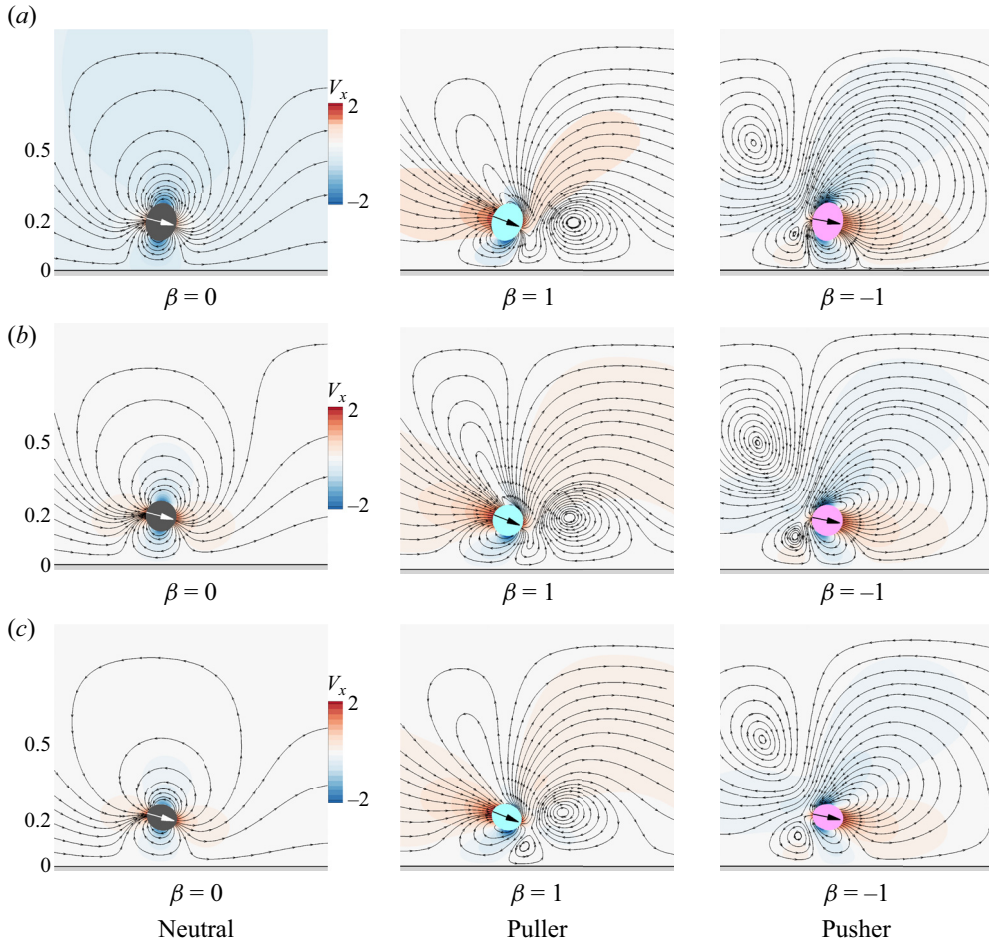 (a)
V_x
2
−2
0.5
0.2
0
β = 0
β = 1
β = −1
(b)
V_x
2
−2
0.5
0.2
0
β = 0
β = 1
β = −1
(c)
V_x
2
−2
0.5
0.2
0
β = 0
β = 1
β = −1
Neutral
Puller
Pusher